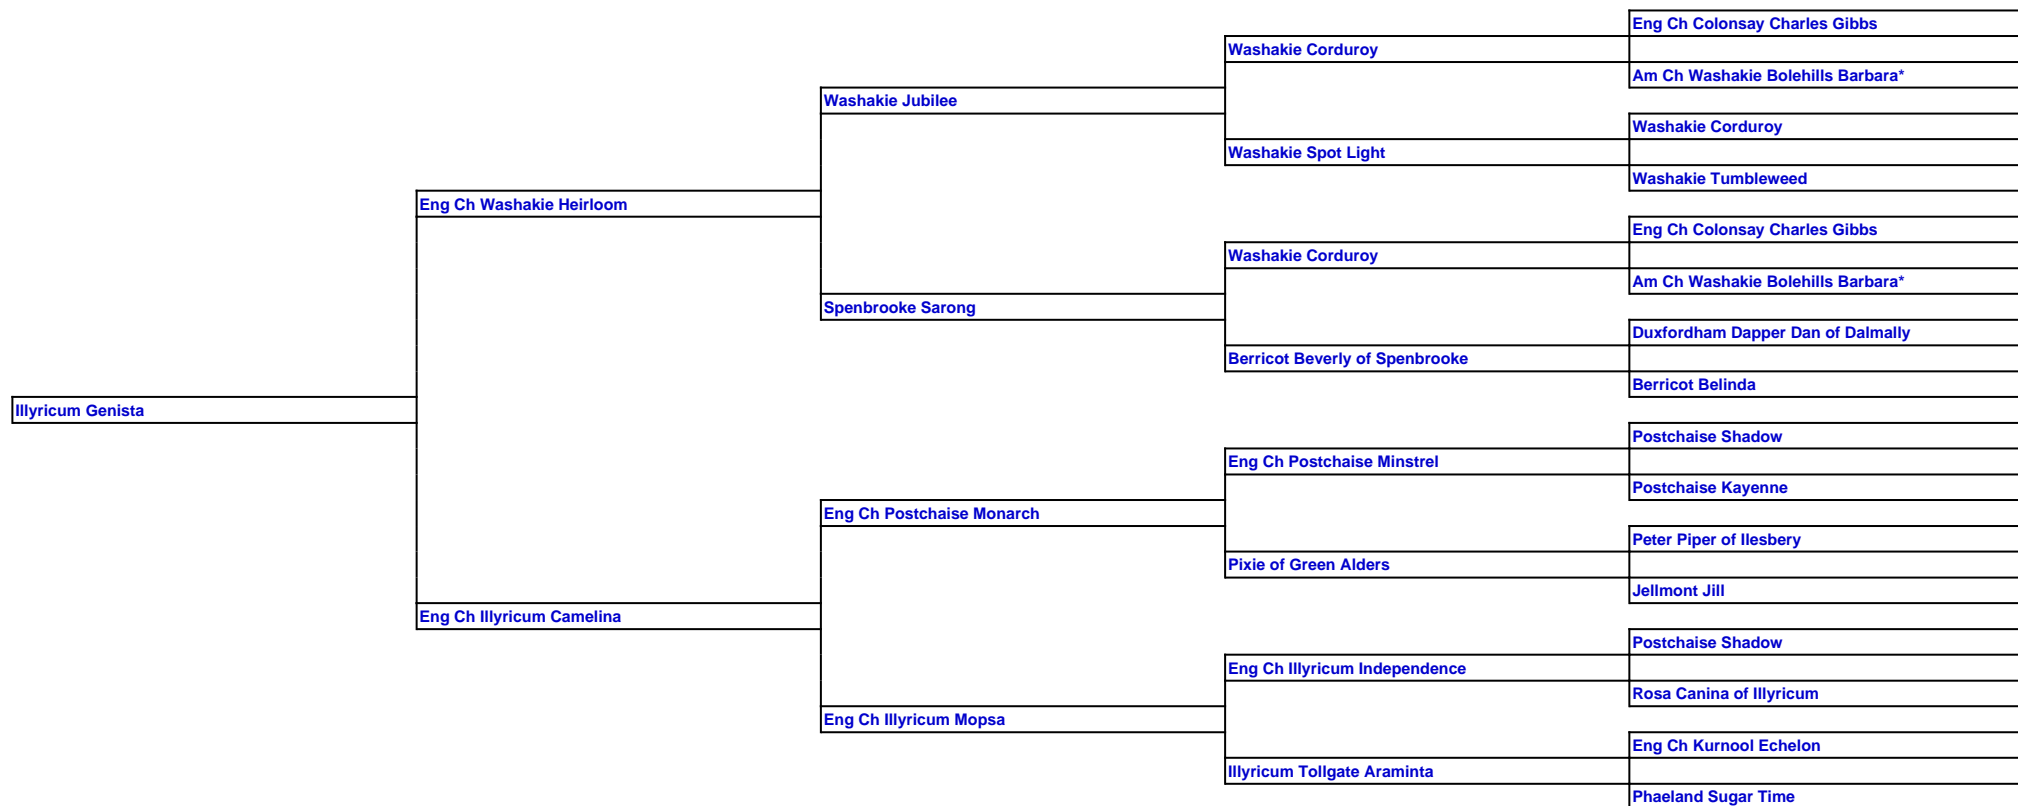 Eng Ch Colonsay Charles Gibbs
Washakie Corduroy
Am Ch Washakie Bolehills Barbara*
Washakie Jubilee
Washakie Corduroy
Washakie Spot Light
Washakie Tumbleweed
Eng Ch Washakie Heirloom
Eng Ch Colonsay Charles Gibbs
Washakie Corduroy
Am Ch Washakie Bolehills Barbara*
Spenbrooke Sarong
Duxfordham Dapper Dan of Dalmally
Berricot Beverly of Spenbrooke
Berricot Belinda
Illyricum Genista
Postchaise Shadow
Eng Ch Postchaise Minstrel
Postchaise Kayenne
Eng Ch Postchaise Monarch
Peter Piper of Ilesbery
Pixie of Green Alders
Jellmont Jill
Eng Ch Illyricum Camelina
Postchaise Shadow
Eng Ch Illyricum Independence
Rosa Canina of Illyricum
Eng Ch Illyricum Mopsa
Eng Ch Kurnool Echelon
Illyricum Tollgate Araminta
Phaeland Sugar Time